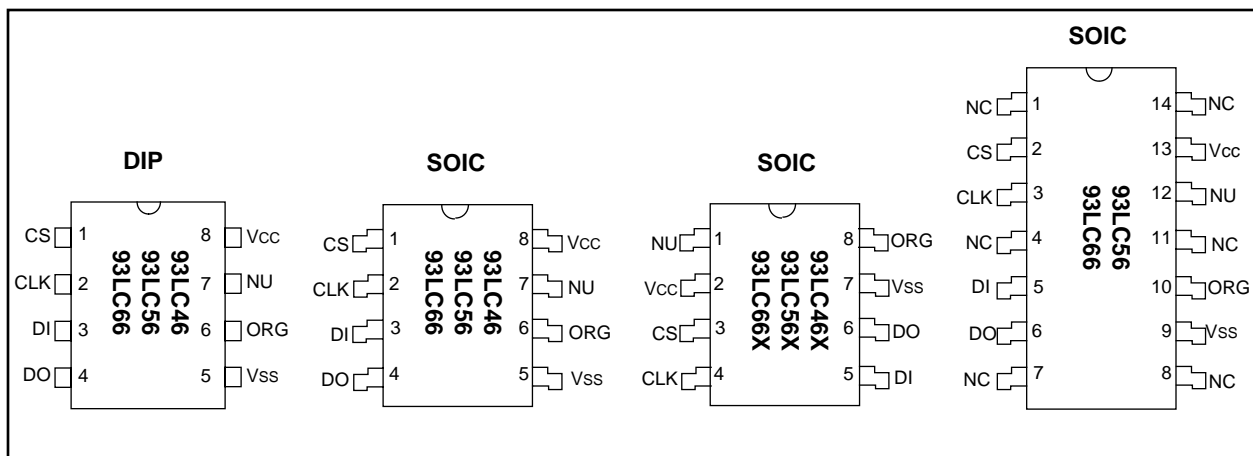 DIP
CS 1 8 Vcc
CLK 2 7 NU
DI 3 6 ORG
DO 4 5 Vss
93LC46
93LC56
93LC66
SOIC
CS 1 8 Vcc
CLK 2 7 NU
DI 3 6 ORG
DO 4 5 Vss
93LC46
93LC56
93LC66
SOIC
NU 1 8 ORG
Vcc 2 7 Vss
CS 3 6 DO
CLK 4 5 DI
93LC46X
93LC56X
93LC66X
SOIC
NC 1 14 NC
CS 2 13 Vcc
CLK 3 12 NU
NC 4 11 NC
DI 5 10 ORG
DO 6 9 Vss
NC 7 8 NC
93LC56
93LC66